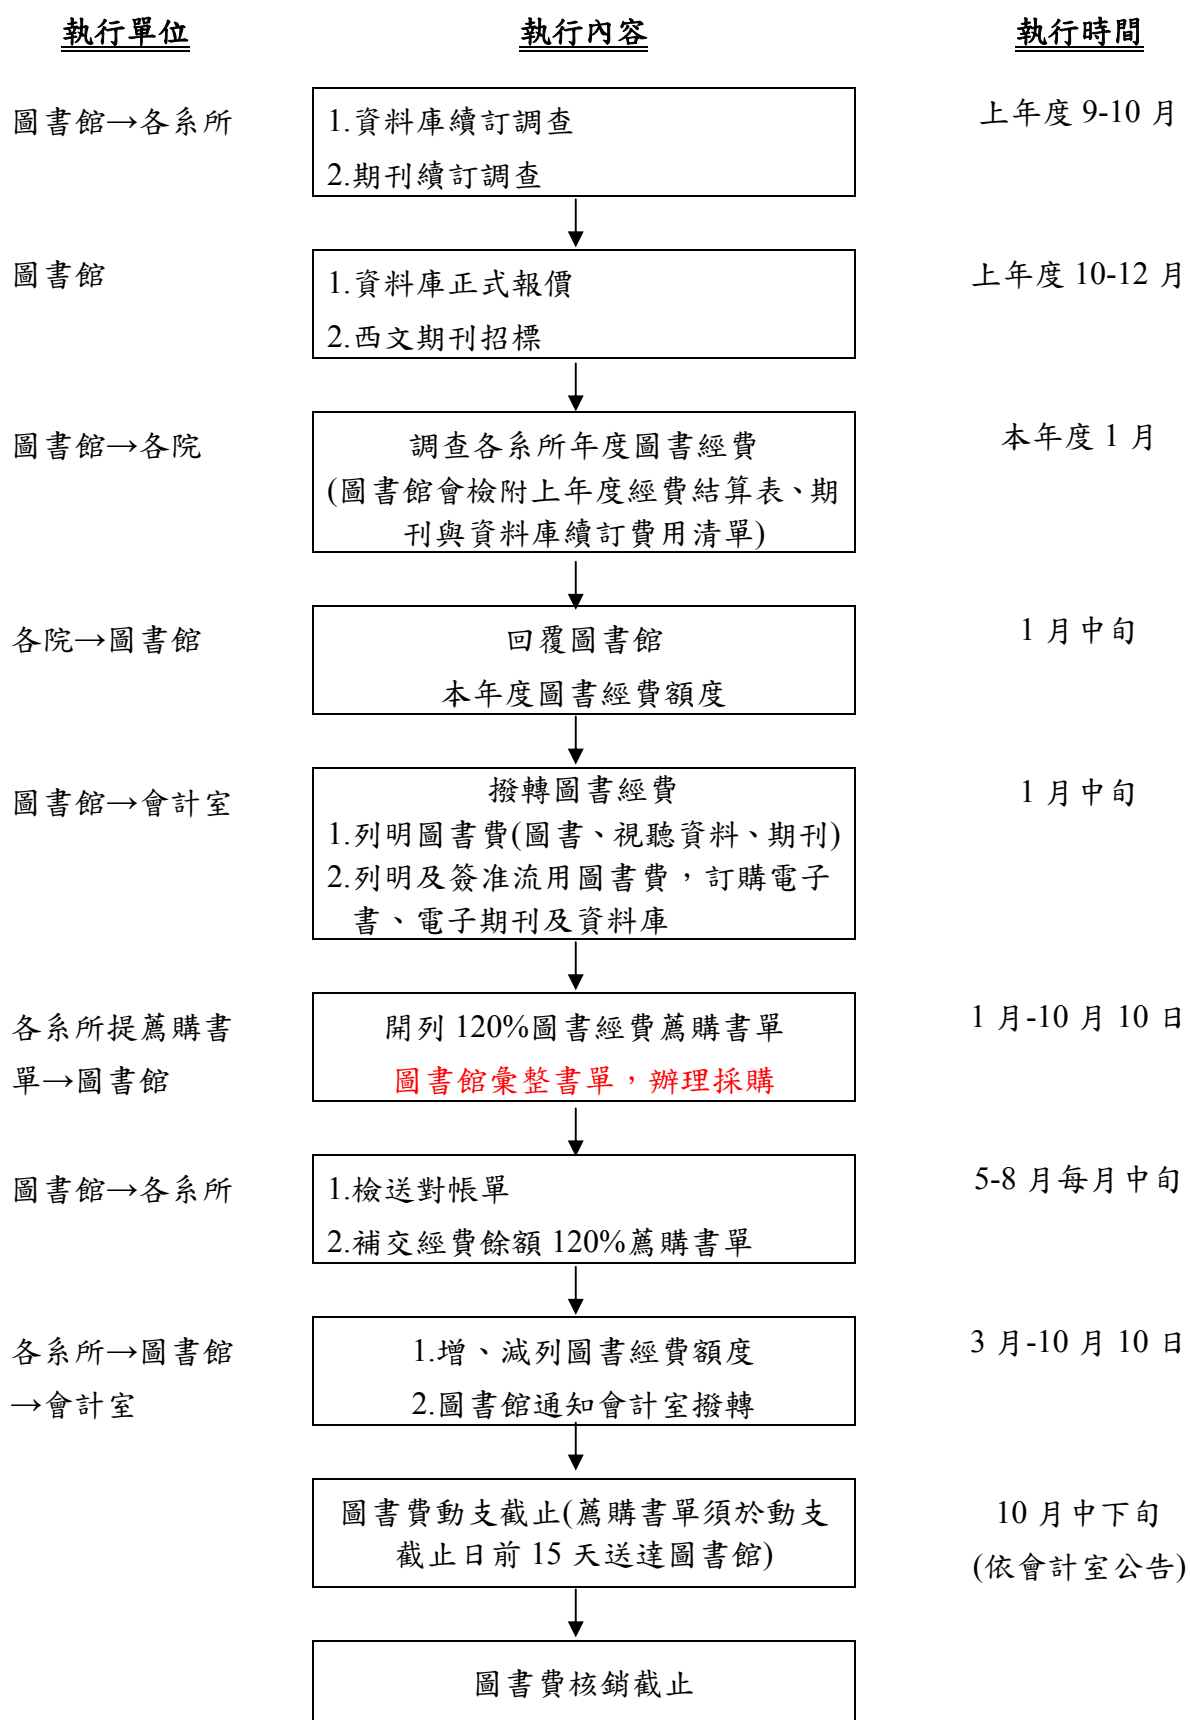 執行單位 執行內容 執行時間
圖書館→各系所 1.資料庫續訂調查 上年度 9-10 月
2.期刊續訂調查
圖書館 1.資料庫正式報價 上年度 10-12 月
2.西文期刊招標
圖書館→各院 調查各系所年度圖書經費 本年度 1 月
(圖書館會檢附上年度經費結算表、期
刊與資料庫續訂費用清單)
各院→圖書館 回覆圖書館 1 月中旬
本年度圖書經費額度
圖書館→會計室 撥轉圖書經費 1 月中旬
1.列明圖書費(圖書、視聽資料、期刊)
2.列明及簽准流用圖書費，訂購電子
書、電子期刊及資料庫
各系所提薦購書 開列 120%圖書經費薦購書單 1 月-10 月 10 日
單→圖書館 圖書館彙整書單，辦理採購
圖書館→各系所 1.檢送對帳單 5-8 月每月中旬
2.補交經費餘額 120%薦購書單
各系所→圖書館 1.增、減列圖書經費額度 3 月-10 月 10 日
→會計室 2.圖書館通知會計室撥轉
圖書費動支截止(薦購書單須於動支 10 月中下旬
截止日前 15 天送達圖書館) (依會計室公告)
圖書費核銷截止